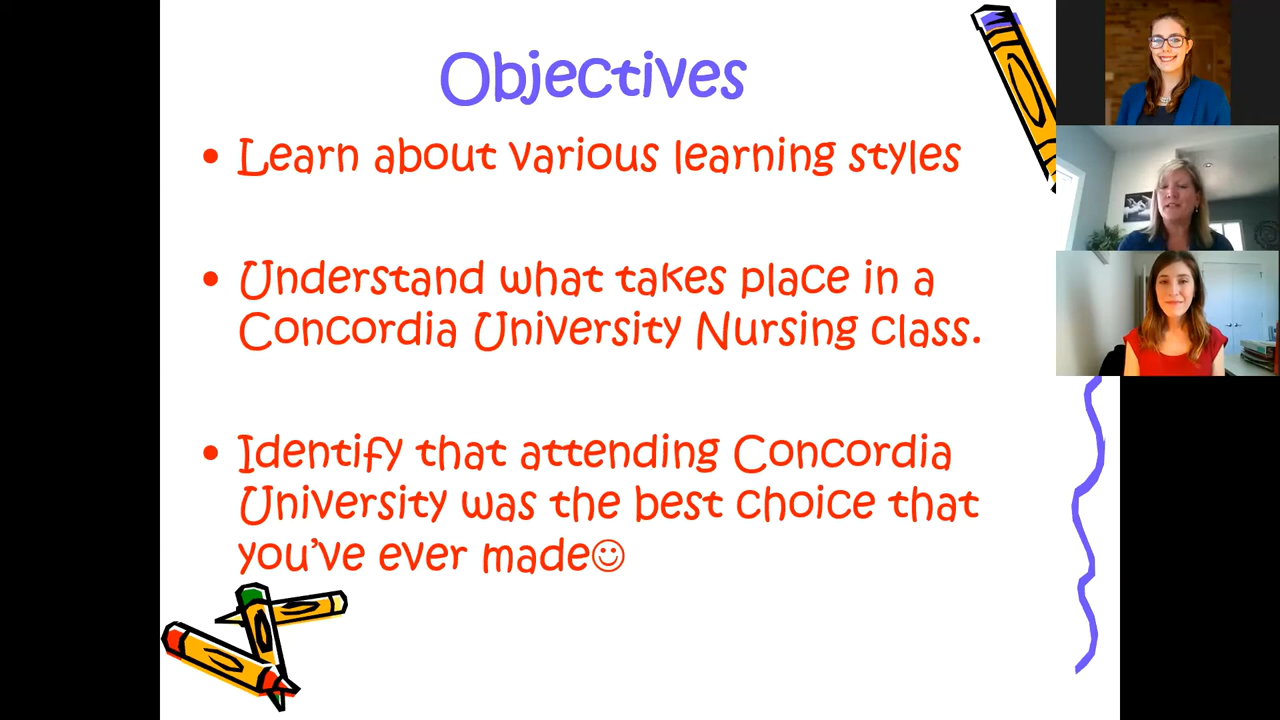 Objectives
• Learn about various learning styles
• Understand what takes place in a
Concordia University Nursing class.
• Identify that attending Concordia
University was the best choice that
you've ever made☺